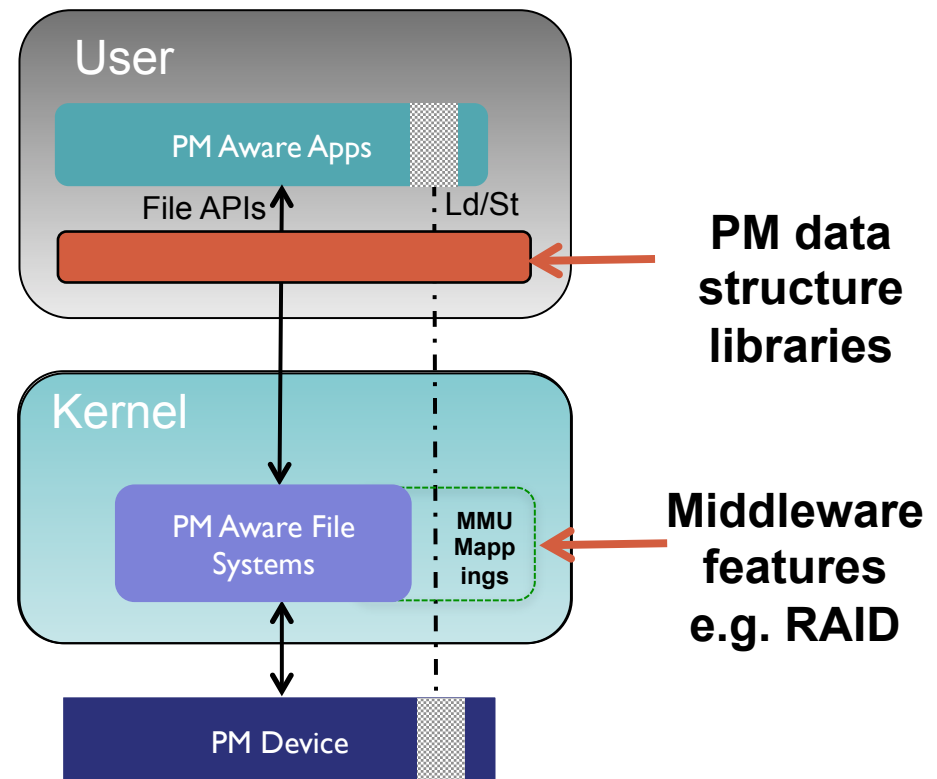 User
PM Aware Apps
File APIs
Ld/St
PM data
structure
libraries
Kernel
PM Aware File
Systems
MMU
Mapp
ings
Middleware
features
e.g. RAID
PM Device